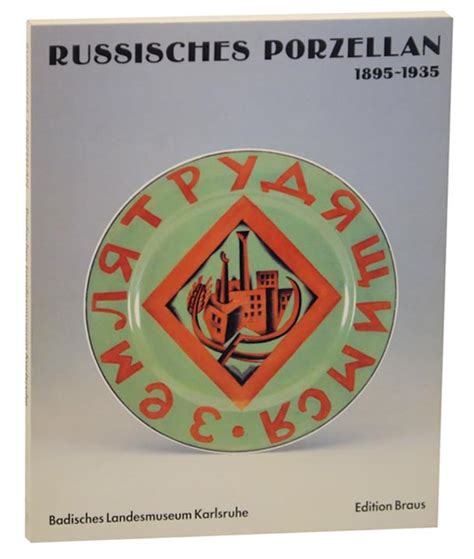 RUSSISCHES PORZELLAN
1895-1935
ЗеМЛЯ ТРУДЯЩИМСЯ ·
Badisches Landesmuseum Karlsruhe
Edition Braus